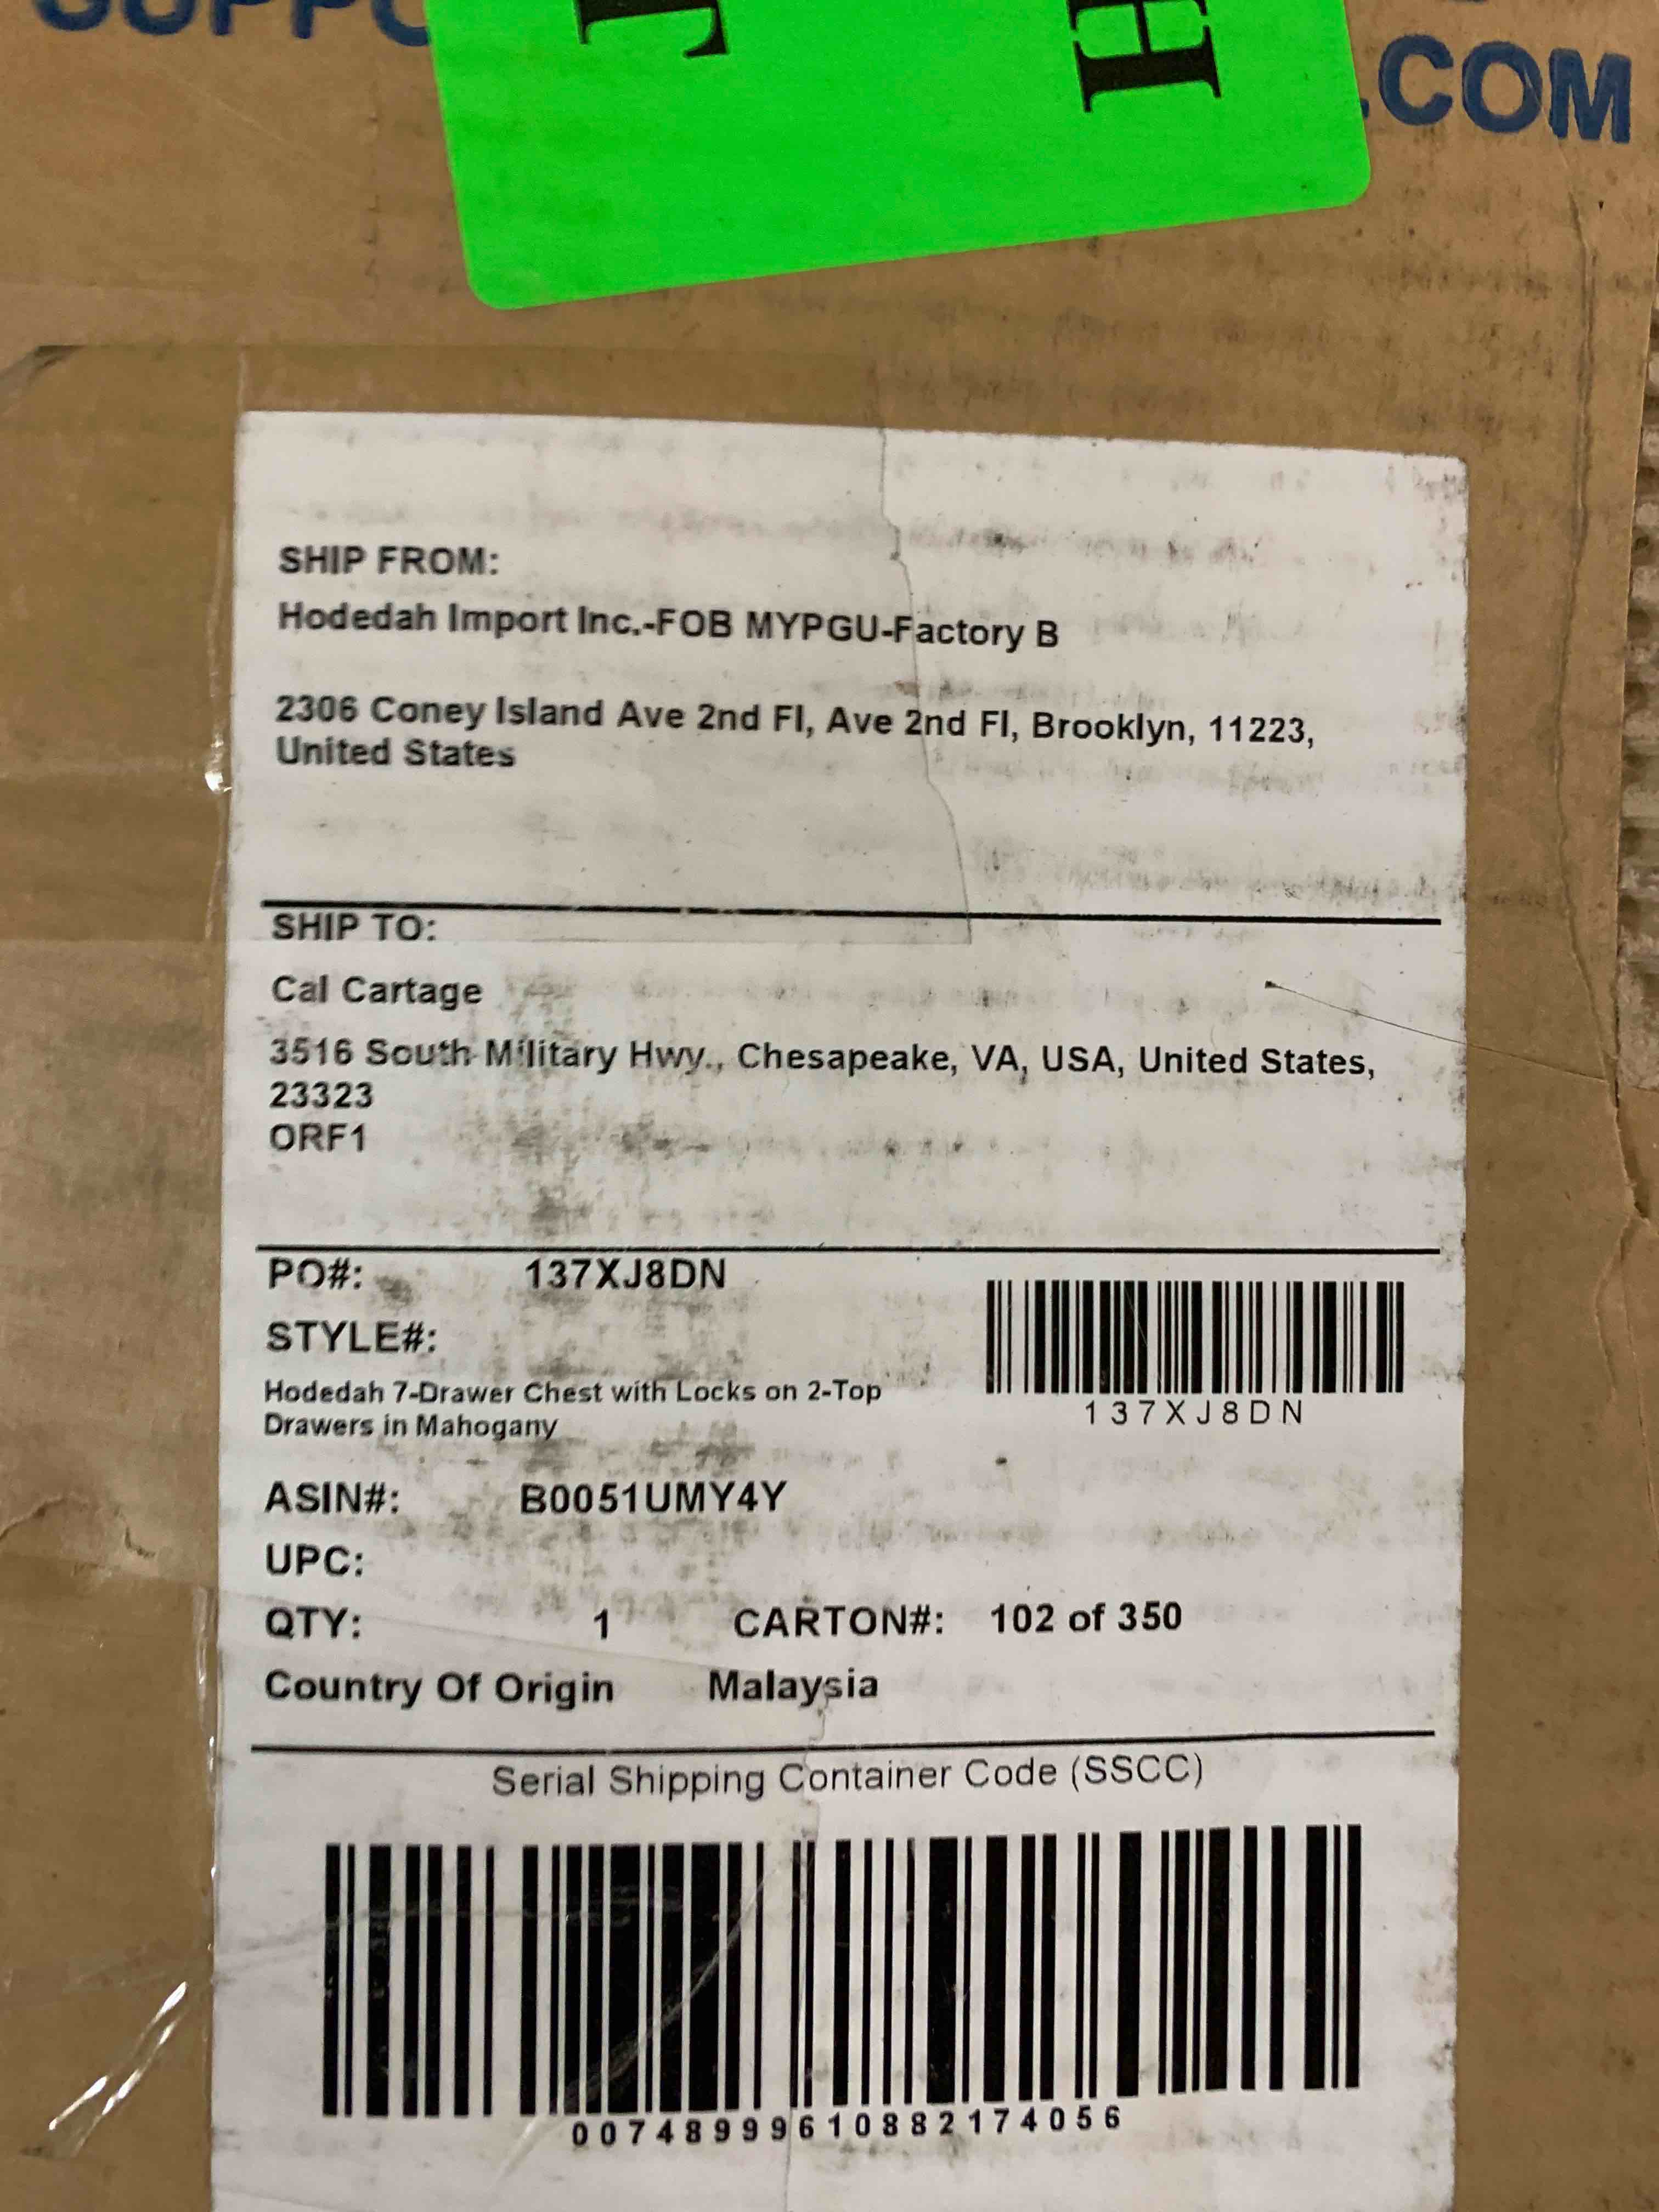 .COM
H
SHIP FROM:
Hodedah Import Inc.-FOB MYPGU-Factory B
2306 Coney Island Ave 2nd Fl, Ave 2nd Fl, Brooklyn, 11223,
United States
SHIP TO:
Cal Cartage
3516 South Military Hwy., Chesapeake, VA, USA, United States,
23323
ORF1
PO#: 137XJ8DN
STYLE#:
Hodedah 7-Drawer Chest with Locks on 2-Top
Drawers in Mahogany
137XJ8DN
ASIN#: B0051UMY4Y
UPC:
QTY: 1 CARTON#: 102 of 350
Country Of Origin Malaysia
Serial Shipping Container Code (SSCC)
00748999610882174056